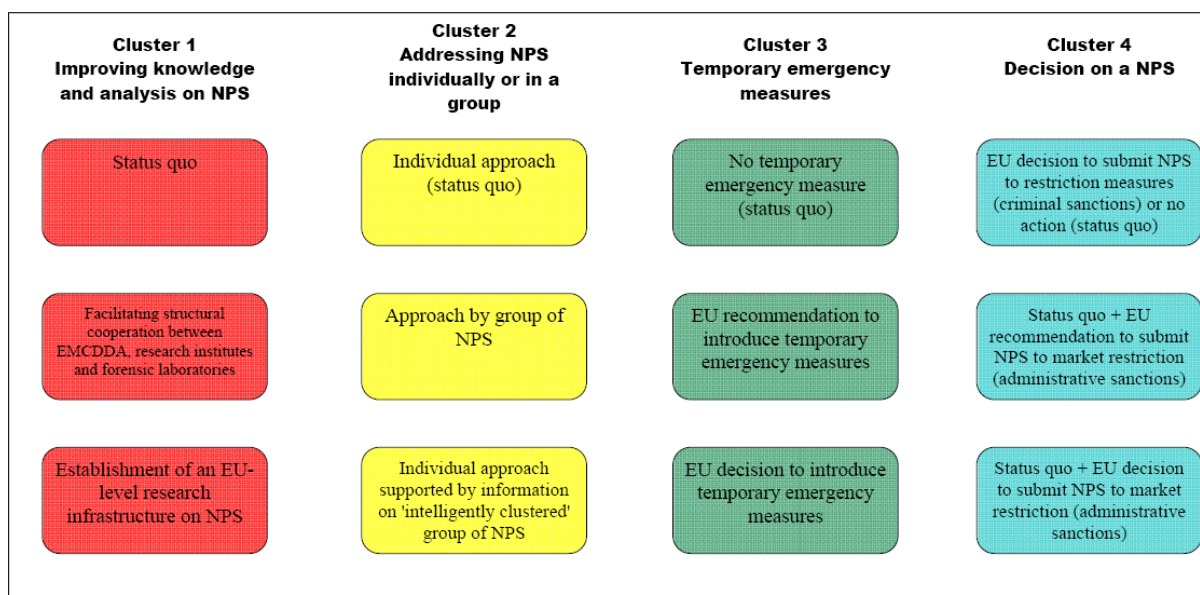 Cluster 1
Improving knowledge
and analysis on NPS
Cluster 2
Addressing NPS
individually or in a
group
Cluster 3
Temporary emergency
measures
Cluster 4
Decision on a NPS
Status quo
Individual approach
(status quo)
No temporary
emergency measure
(status quo)
EU decision to submit NPS
to restriction measures
(criminal sanctions) or no
action (status quo)
Facilitating structural
cooperation between
EMCDDA, research institutes
and forensic laboratories
Approach by group of
NPS
EU recommendation to
introduce temporary
emergency measures
Status quo + EU
recommendation to submit
NPS to market restriction
(administrative sanctions)
Establishment of an EU-
level research
infrastructure on NPS
Individual approach
supported by information
on 'intelligently clustered'
group of NPS
EU decision to introduce
temporary emergency
measures
Status quo + EU decision
to submit NPS to market
restriction (administrative
sanctions)